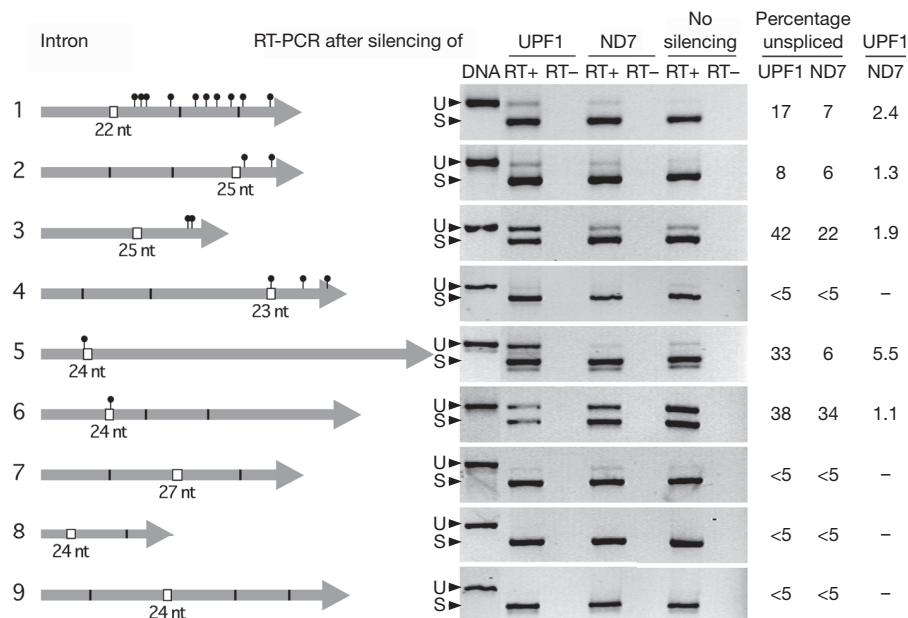 Intron
RT-PCR after silencing of
UPF1
ND7
No silencing
Percentage unspliced
UPF1
ND7
DNA RT+ RT– RT+ RT– RT+ RT–
UPF1 ND7
1
22 nt
U
S
17 7 2.4
2
25 nt
U
S
8 6 1.3
3
25 nt
U
S
42 22 1.9
4
23 nt
U
S
<5 <5 –
5
24 nt
U
S
33 6 5.5
6
24 nt
U
S
38 34 1.1
7
27 nt
U
S
<5 <5 –
8
24 nt
U
S
<5 <5 –
9
24 nt
U
S
<5 <5 –